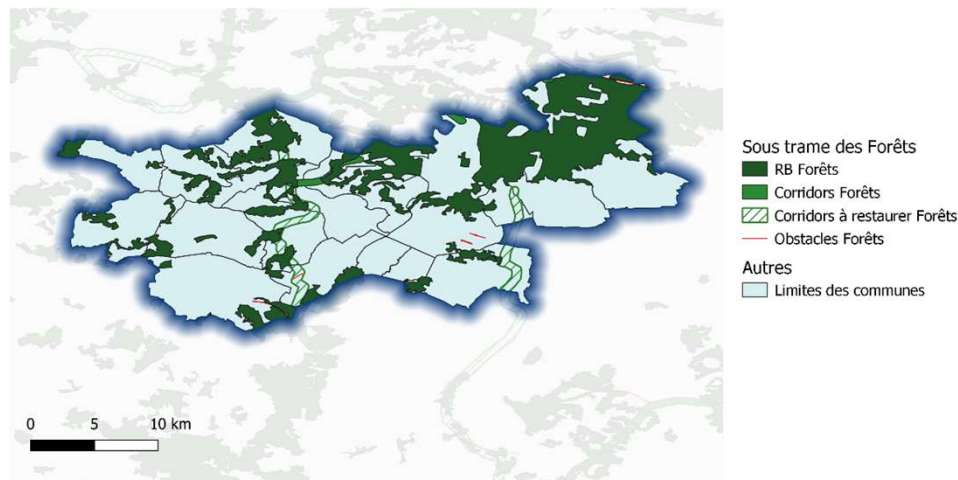 Sous trame des Forêts
RB Forêts
Corridors Forêts
Corridors à restaurer Forêts
Obstacles Forêts
Autres
Limites des communes
0 5 10 km